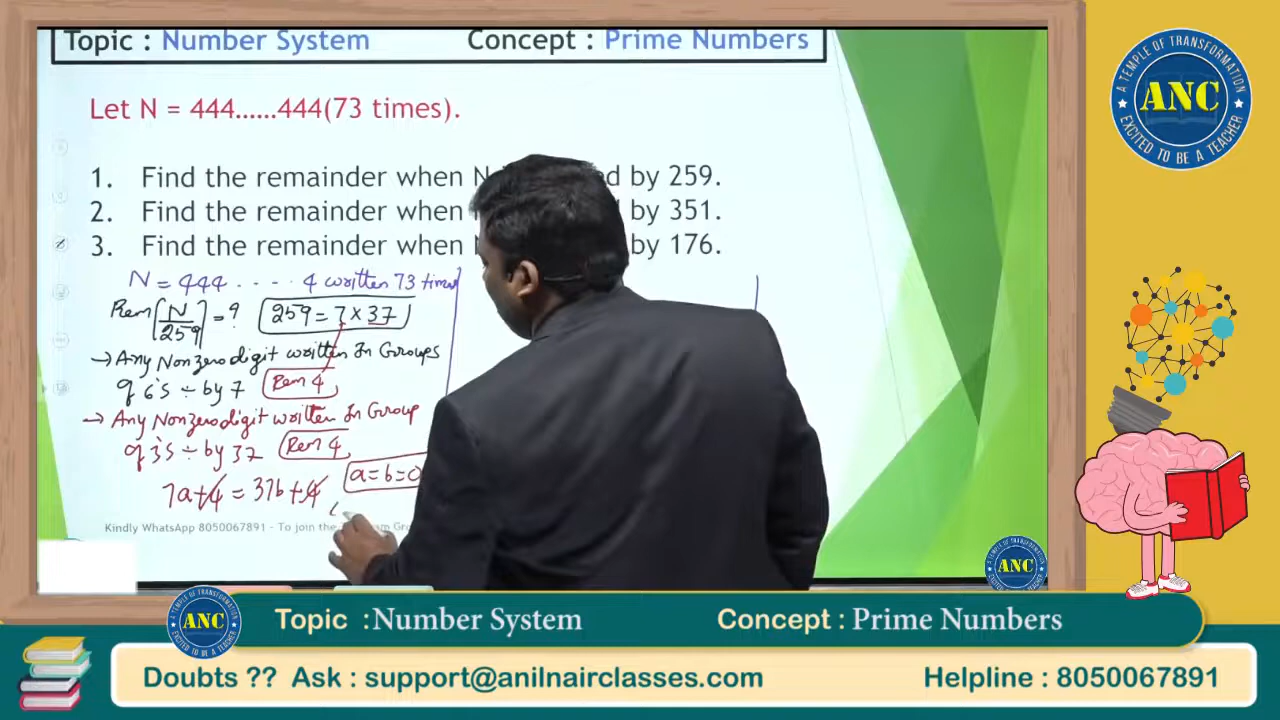 Topic : Number System Concept : Prime Numbers
A TEMPLE OF TRANSFORMATION
ANC
EXCITED TO BE A TEACHER
Let N = 444......444(73 times).
1. Find the remainder when N by 259.
2. Find the remainder when by 351.
3. Find the remainder when by 176.
N = 444 . . . . . 4 written 73 times
Rem [N/259] = ? 259 = 7 × 37
→ Any Nonzero digit written In Groups
of 6's ÷ by 7 Rem 4
→ Any Nonzero digit written In Group
of 3's ÷ by 37 Rem 4
7a+4 = 37b+4 a=b=0
Kindly WhatsApp 8050067891 - To join the Gro
ANC
ANC
Topic : Number System Concept : Prime Numbers
Doubts ?? Ask : support@anilnairclasses.com Helpline : 8050067891